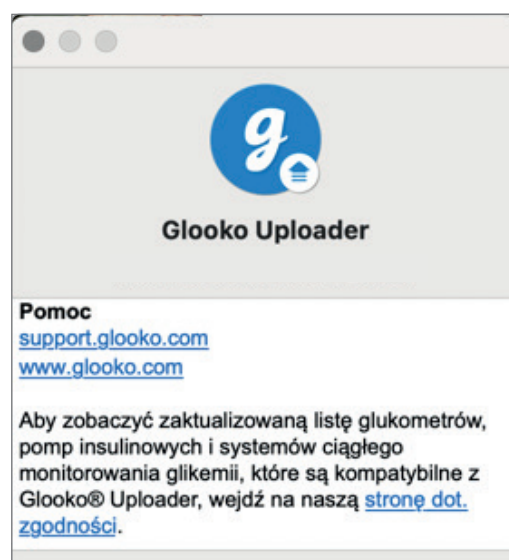 g
Glooko Uploader
Pomoc
support.glooko.com
www.glooko.com
Aby zobaczyć zaktualizowaną listę glukometrów,
pomp insulinowych i systemów ciągłego
monitorowania glikemii, które są kompatybilne z
Glooko® Uploader, wejdź na naszą stronę dot.
zgodności.